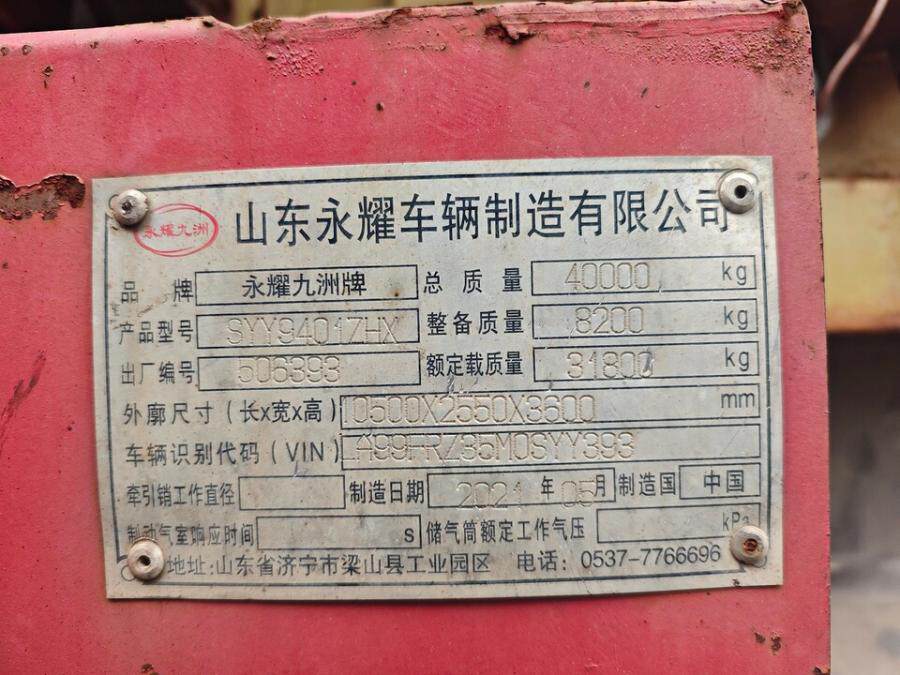 永耀九洲 山东永耀车辆制造有限公司
品牌 永耀九洲牌 总质量 40000 kg
产品型号 SYY9401ZHX 整备质量 8200 kg
出厂编号 506393 额定载质量 31800 kg
外廓尺寸(长x宽x高) 10500X2550X3600 mm
车辆识别代码(VIN) LA99FRZ35M0SYY393
牵引销工作直径 制造日期 2021 年 05 月 制造国 中国
制动气室响应时间 s 储气筒额定工作气压 kPa
地址:山东省济宁市梁山县工业园区 电话: 0537-7766696